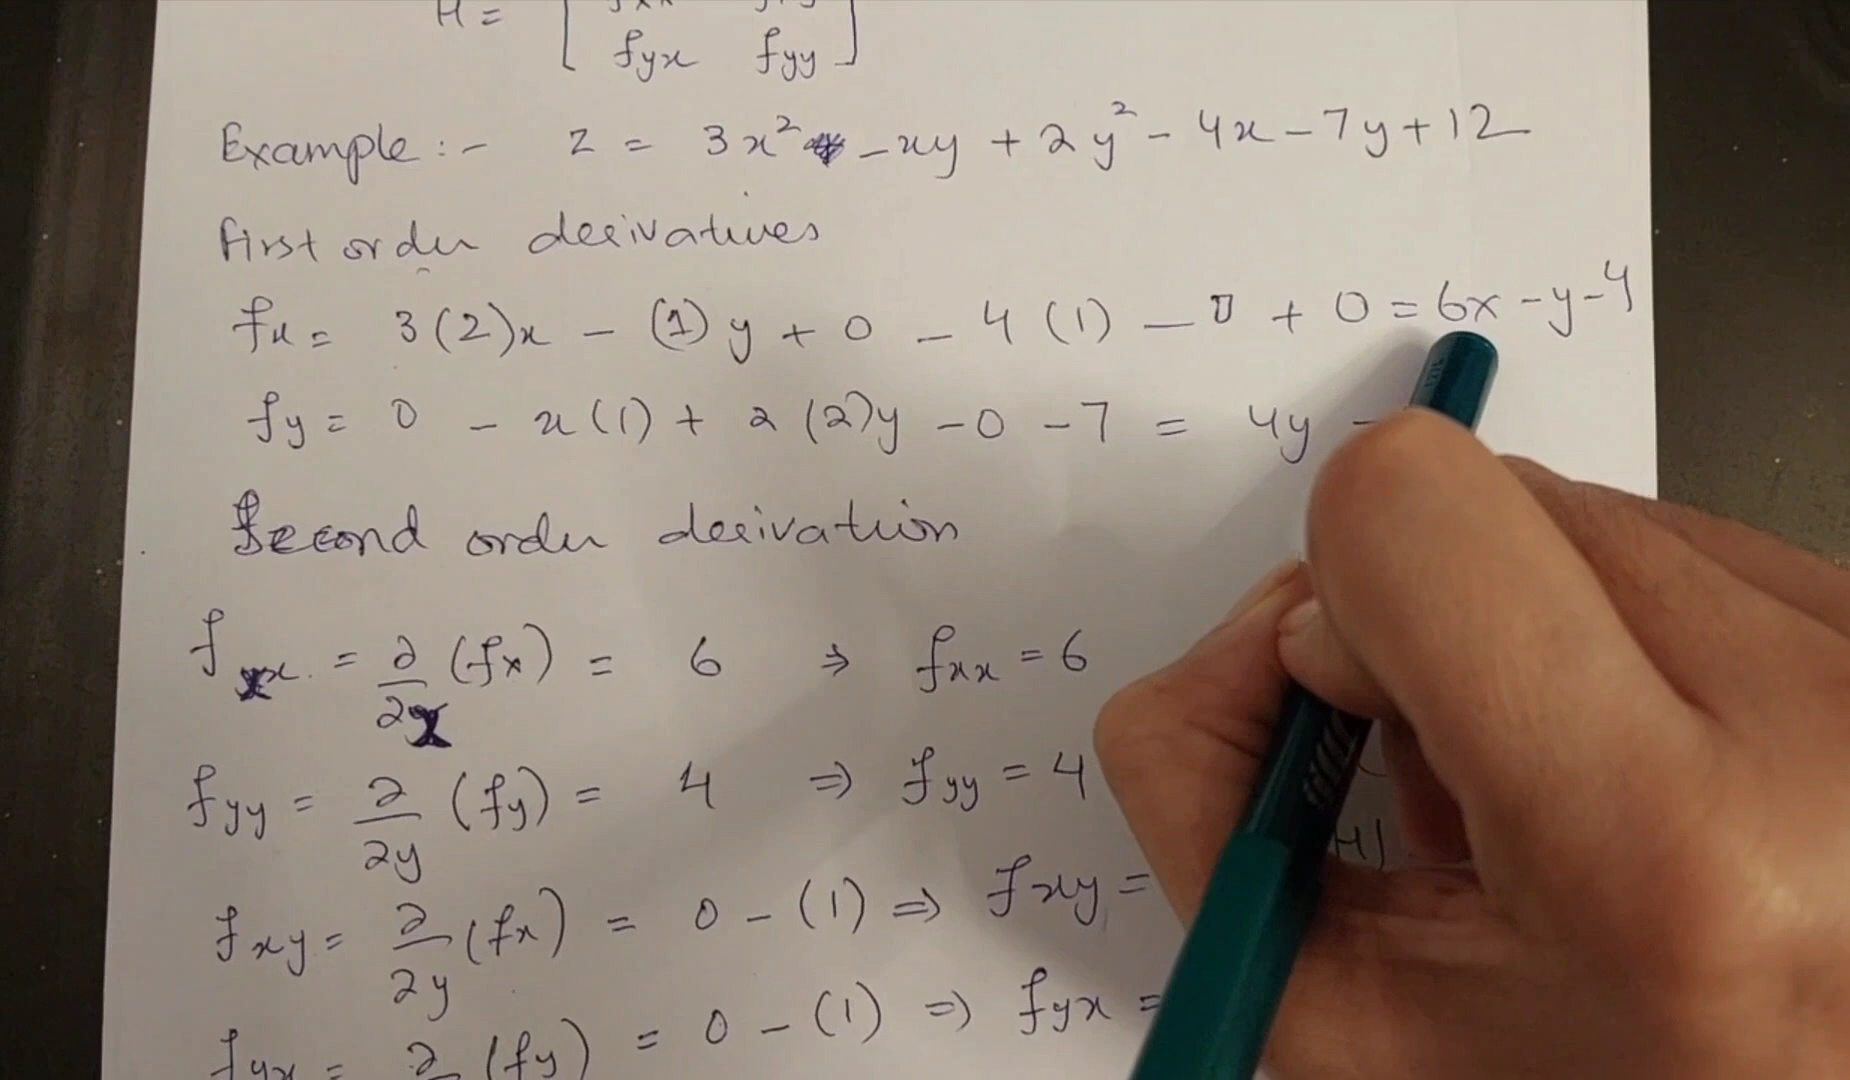 H = [
fyx fyy ]
Example :- z = 3x² - xy + 2y² - 4x - 7y + 12
first order derivatives
fx = 3(2)x - (1)y + 0 - 4(1) - 0 + 0 = 6x - y - 4
fy = 0 - x(1) + 2(2)y - 0 - 7 = 4y -
Second order derivation
fxx = ∂/∂x (fx) = 6 ⇒ fxx = 6
fyy = ∂/∂y (fy) = 4 ⇒ fyy = 4
H|
fxy = ∂/∂y (fx) = 0 - (1) ⇒ fxy =
fyx = ∂ (fy) = 0 - (1) ⇒ fyx =